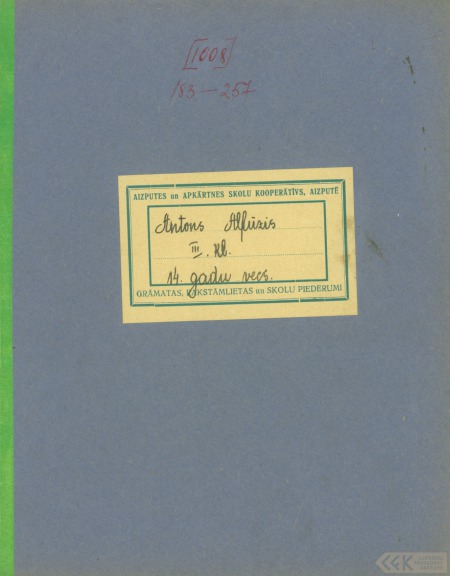 [1008]
183—257
AIZPUTES un APKĀRTNES SKOLU KOOPERATĪVS, AIZPUTĒ
Antons Alfūzis
III. kl.
14. gadu vecs.
GRĀMATAS, RAKSTĀMLIETAS un SKOLU PIEDERUMI